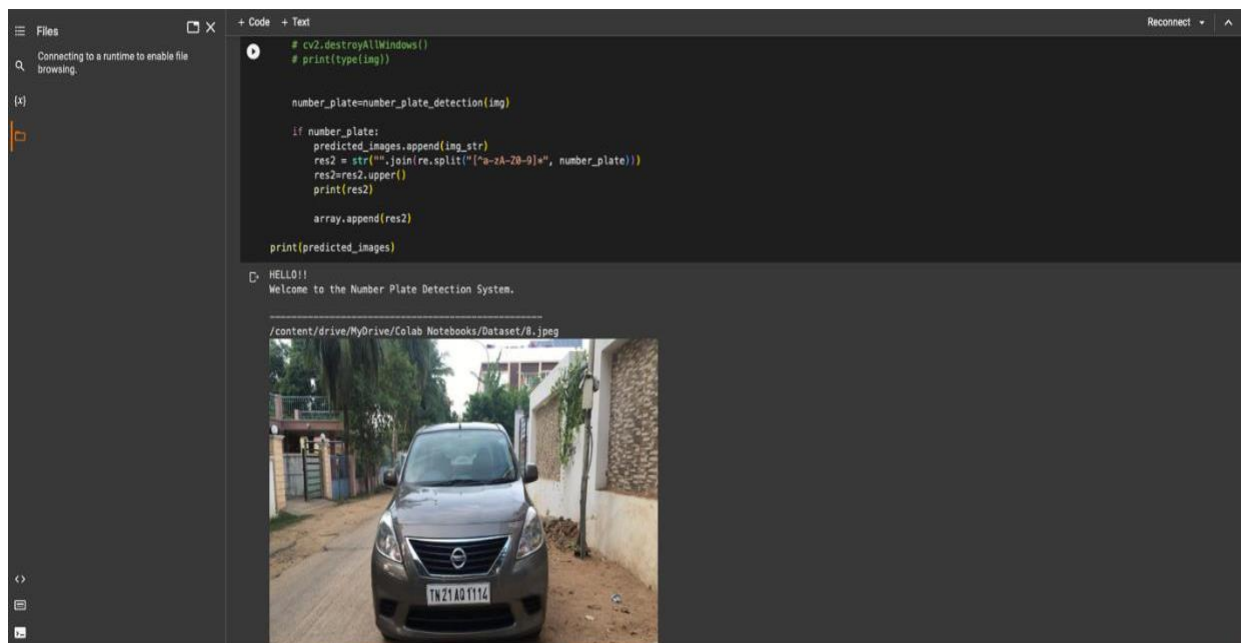 Files
Connecting to a runtime to enable file
browsing.
{x}
+ Code + Text
Reconnect
# cv2.destroyAllWindows()
# print(type(img))
number_plate=number_plate_detection(img)
if number_plate:
predicted_images.append(img_str)
res2 = str("".join(re.split("[^a-zA-Z0-9]*", number_plate)))
res2=res2.upper()
print(res2)
array.append(res2)
print(predicted_images)
HELLO!!
Welcome to the Number Plate Detection System.
/content/drive/MyDrive/Colab Notebooks/Dataset/8.jpeg
TN21AQ1114